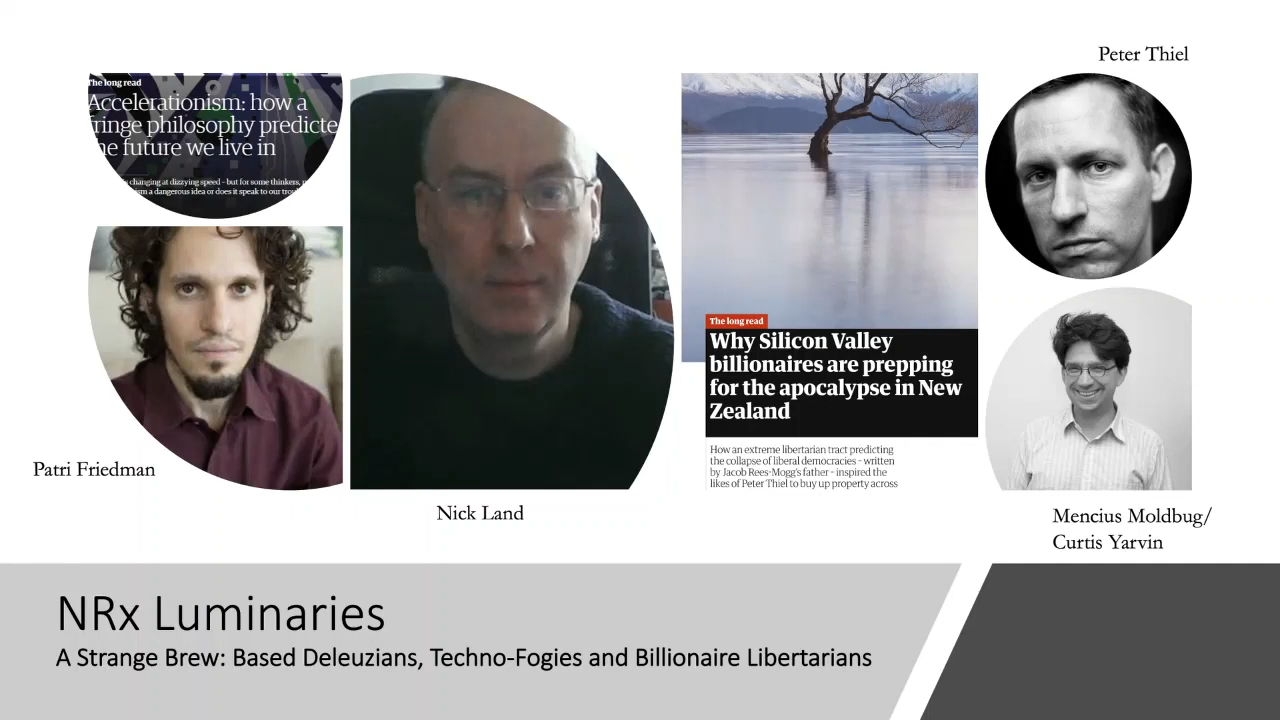 Peter Thiel
The long read
Accelerationism: how a
fringe philosophy predicte
he future we live in
changing at dizzying speed – but for some thinkers,
a dangerous idea or does it speak to our
Patri Friedman
Nick Land
The long read
Why Silicon Valley
billionaires are prepping
for the apocalypse in New
Zealand
How an extreme libertarian tract predicting
the collapse of liberal democracies – written
by Jacob Rees-Mogg's father – inspired the
likes of Peter Thiel to buy up property across
Mencius Moldbug/
Curtis Yarvin
NRx Luminaries
A Strange Brew: Based Deleuzians, Techno-Fogies and Billionaire Libertarians